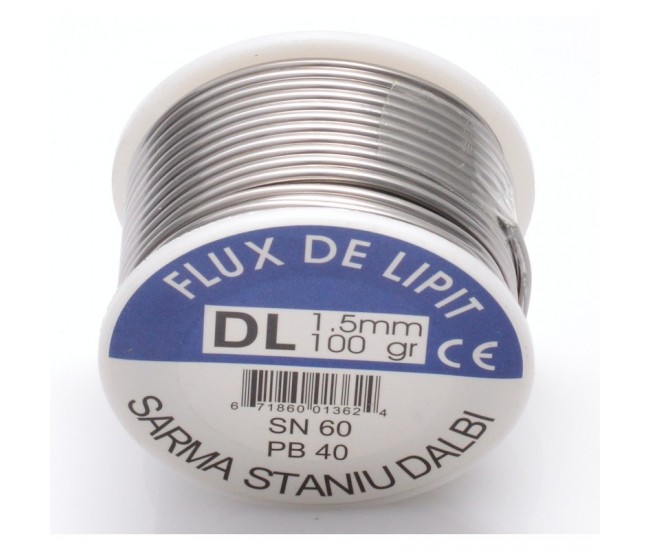 FLUX DE LIPIT
DL
1.5mm
100 gr
CE
6 71860 01362 4
SN 60
PB 40
SARMA STANIU DALBI